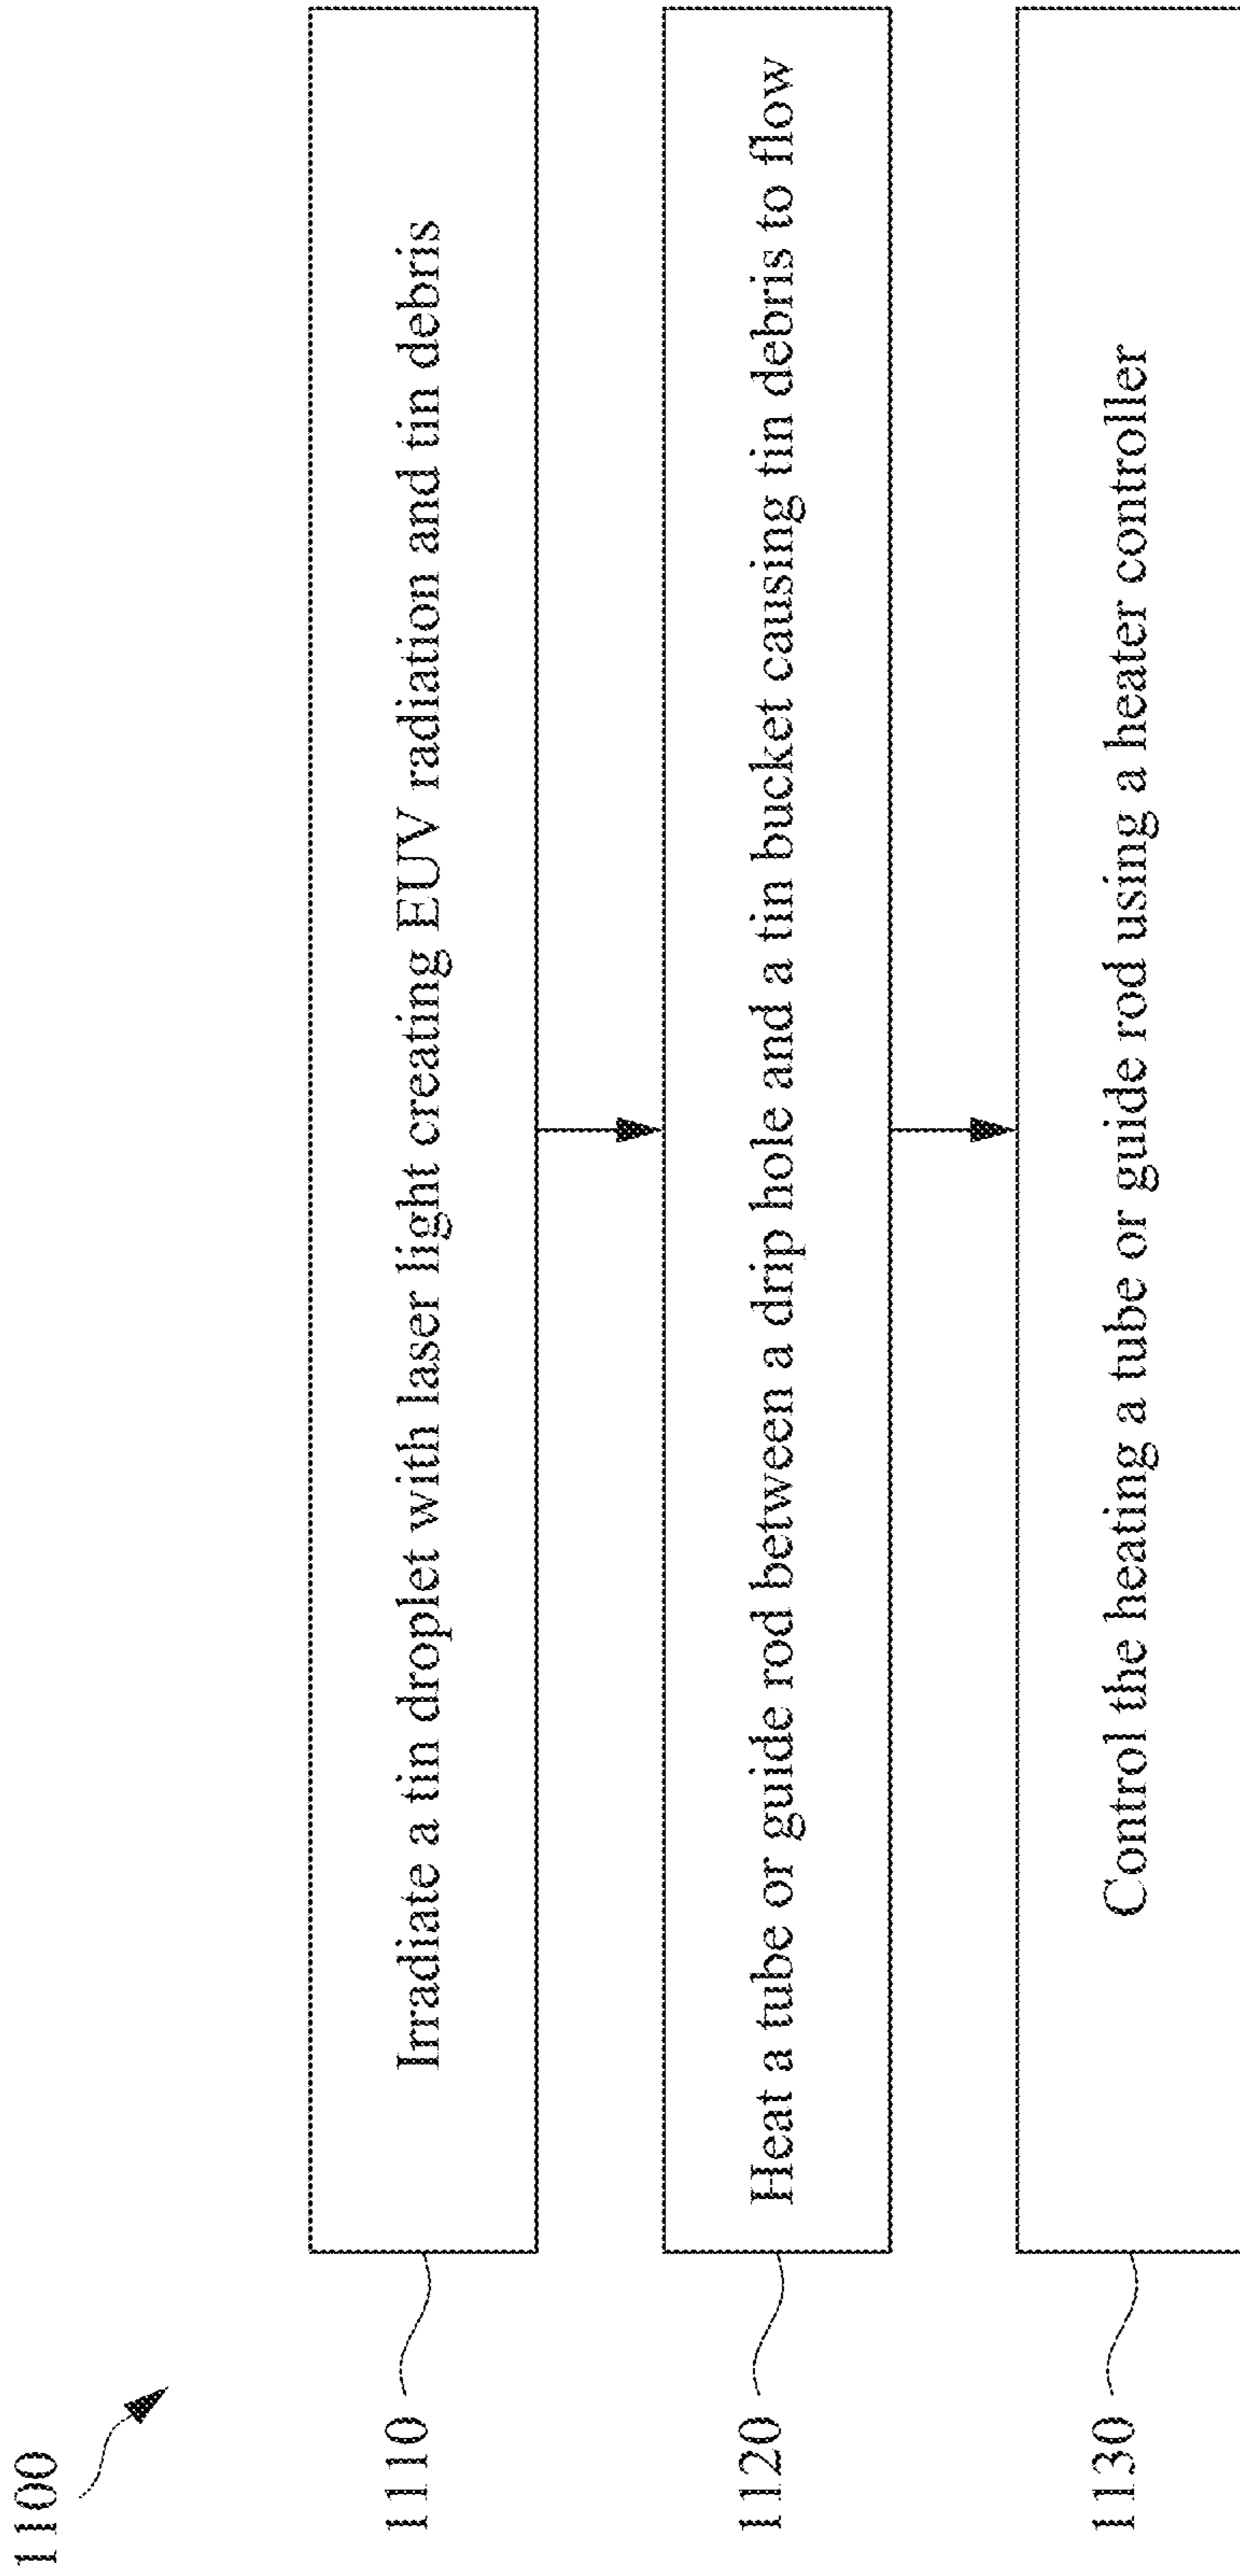 1100
1110
Irradiate a tin droplet with laser light creating EUV radiation and tin debris
1120
Heat a tube or guide rod between a drip hole and a tin bucket causing tin debris to flow
1130
Control the heating a tube or guide rod using a heater controller